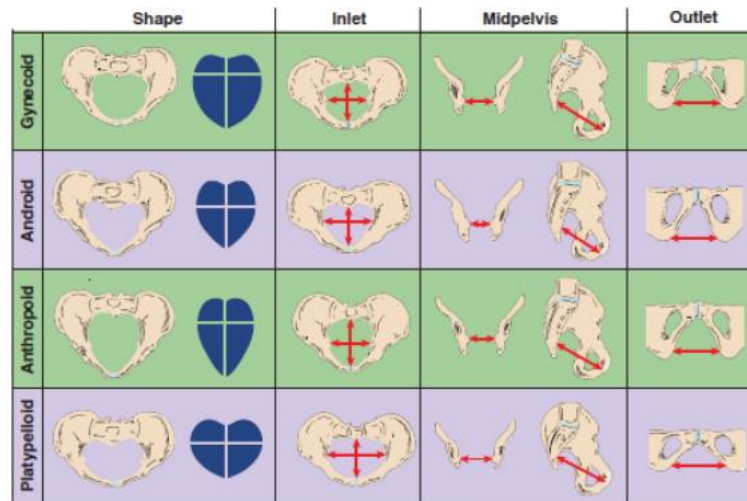 Shape Inlet Midpelvis Outlet
Gynecoid
Android
Anthropoid
Platypelloid